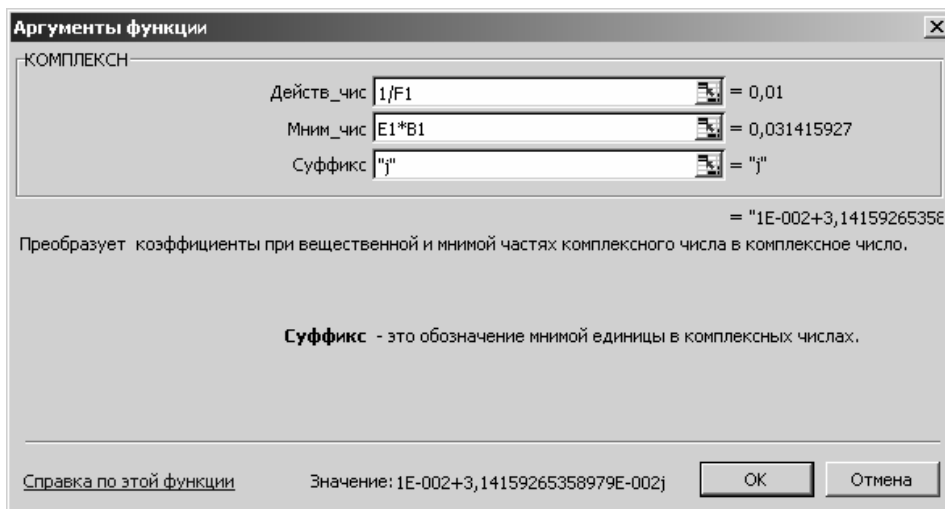 Аргументы функции
КОМПЛЕКСН
Действ_чис 1/F1 = 0,01
Мним_чис E1*B1 = 0,031415927
Суффикс "j" = "j"
= "1E-002+3,14159265358
Преобразует коэффициенты при вещественной и мнимой частях комплексного числа в комплексное число.
Суффикс - это обозначение мнимой единицы в комплексных числах.
Справка по этой функции Значение: 1E-002+3,14159265358979E-002j OK Отмена